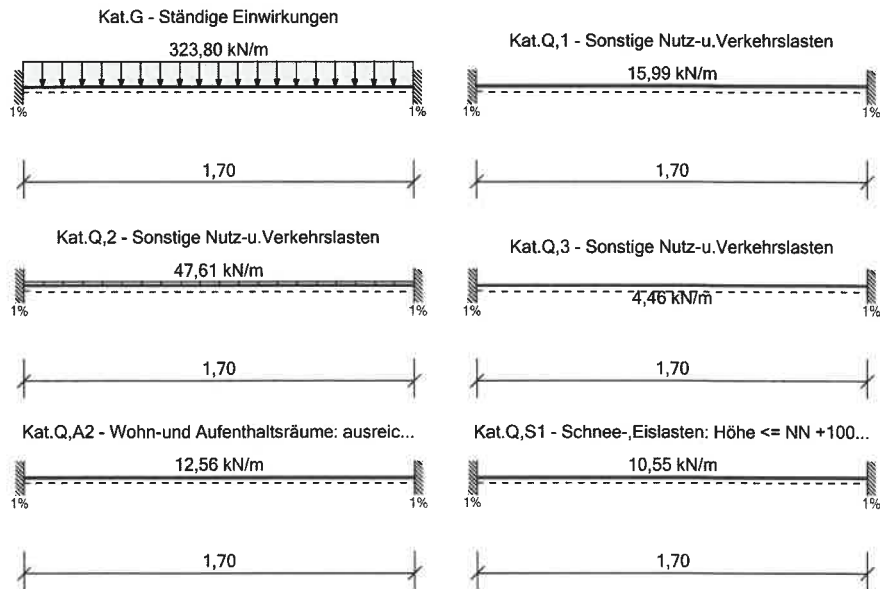 Kat.G - Ständige Einwirkungen
323,80 kN/m
1% 1%
1,70
Kat.Q,1 - Sonstige Nutz-u.Verkehrslasten
15,99 kN/m
1% 1%
1,70
Kat.Q,2 - Sonstige Nutz-u.Verkehrslasten
47,61 kN/m
1% 1%
1,70
Kat.Q,3 - Sonstige Nutz-u.Verkehrslasten
4,46 kN/m
1% 1%
1,70
Kat.Q,A2 - Wohn-und Aufenthaltsräume: ausreic...
12,56 kN/m
1% 1%
1,70
Kat.Q,S1 - Schnee-,Eislasten: Höhe <= NN +100...
10,55 kN/m
1% 1%
1,70